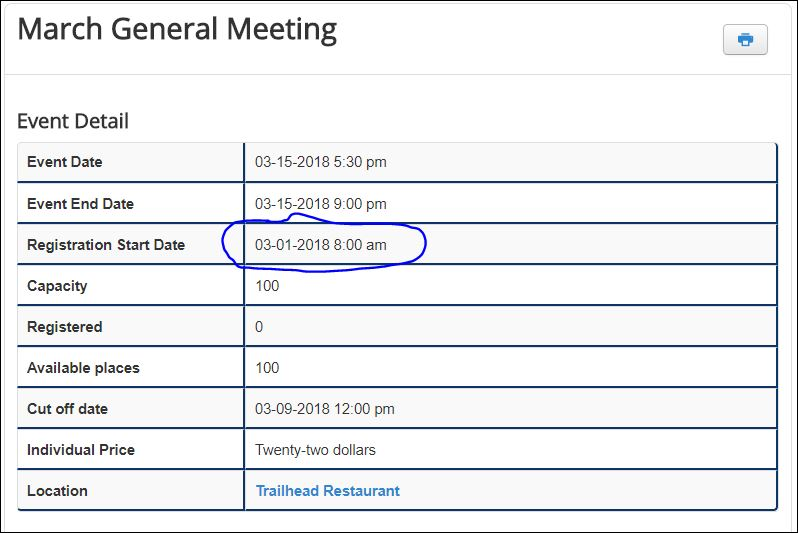 March General Meeting
Event Detail
Event Date 03-15-2018 5:30 pm
Event End Date 03-15-2018 9:00 pm
Registration Start Date 03-01-2018 8:00 am
Capacity 100
Registered 0
Available places 100
Cut off date 03-09-2018 12:00 pm
Individual Price Twenty-two dollars
Location Trailhead Restaurant